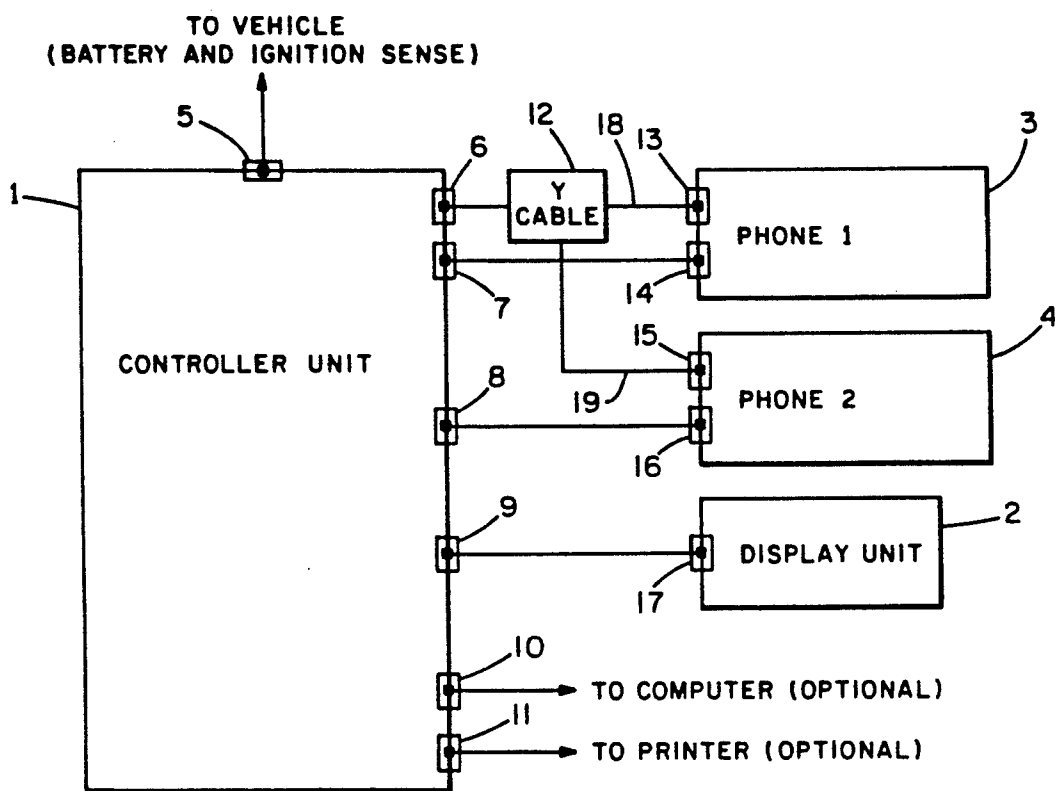 TO VEHICLE
(BATTERY AND IGNITION SENSE)
5
12
18
13
3
6
1
Y
CABLE
PHONE 1
7
14
4
15
CONTROLLER UNIT
8
19
PHONE 2
16
9
2
DISPLAY UNIT
17
10
TO COMPUTER (OPTIONAL)
11
TO PRINTER (OPTIONAL)